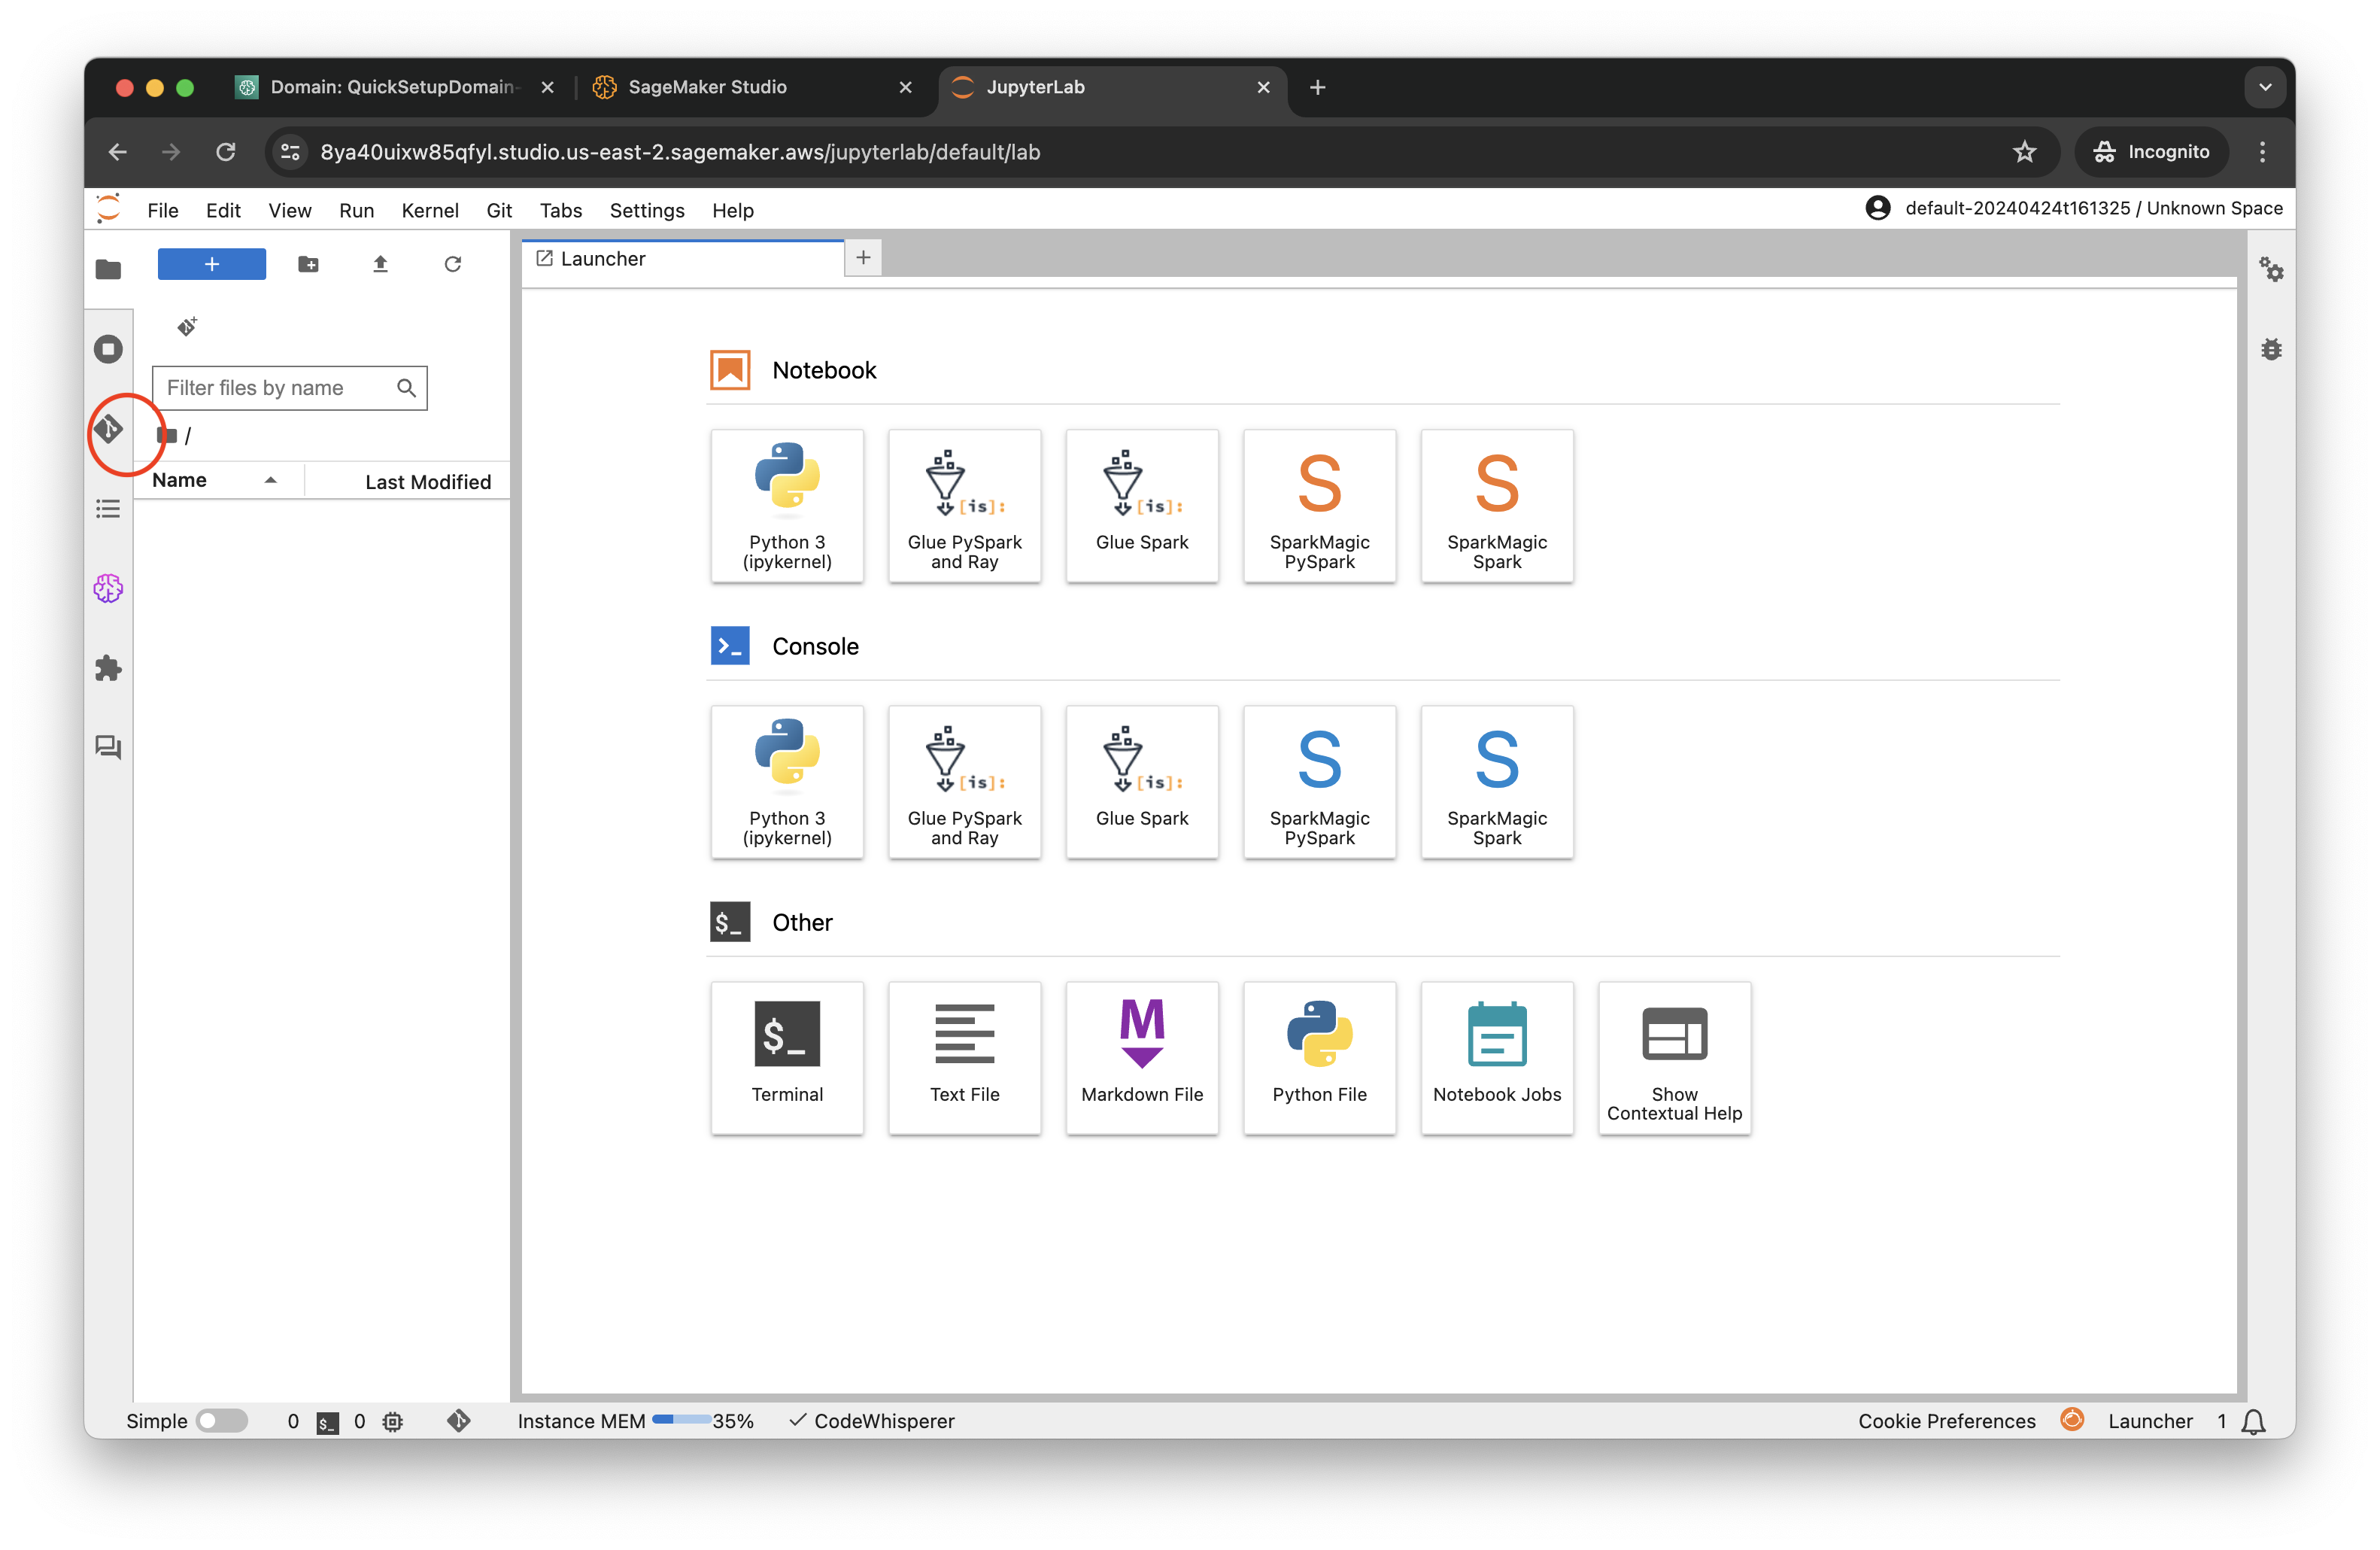 Domain: QuickSetupDomain-
SageMaker Studio
JupyterLab
8ya40uixw85qfyl.studio.us-east-2.sagemaker.aws/jupyterlab/default/lab
Incognito
File Edit View Run Kernel Git Tabs Settings Help
default-20240424t161325 / Unknown Space
+
Launcher
+
Filter files by name
/
Name
Last Modified
Notebook
[is]:
[is]:
S
S
Python 3
(ipykernel)
Glue PySpark
and Ray
Glue Spark
SparkMagic
PySpark
SparkMagic
Spark
>_
Console
[is]:
[is]:
S
S
Python 3
(ipykernel)
Glue PySpark
and Ray
Glue Spark
SparkMagic
PySpark
SparkMagic
Spark
$_
Other
$_
M
Terminal
Text File
Markdown File
Python File
Notebook Jobs
Show
Contextual Help
Simple
0
$_
0
Instance MEM
35%
CodeWhisperer
Cookie Preferences
Launcher
1